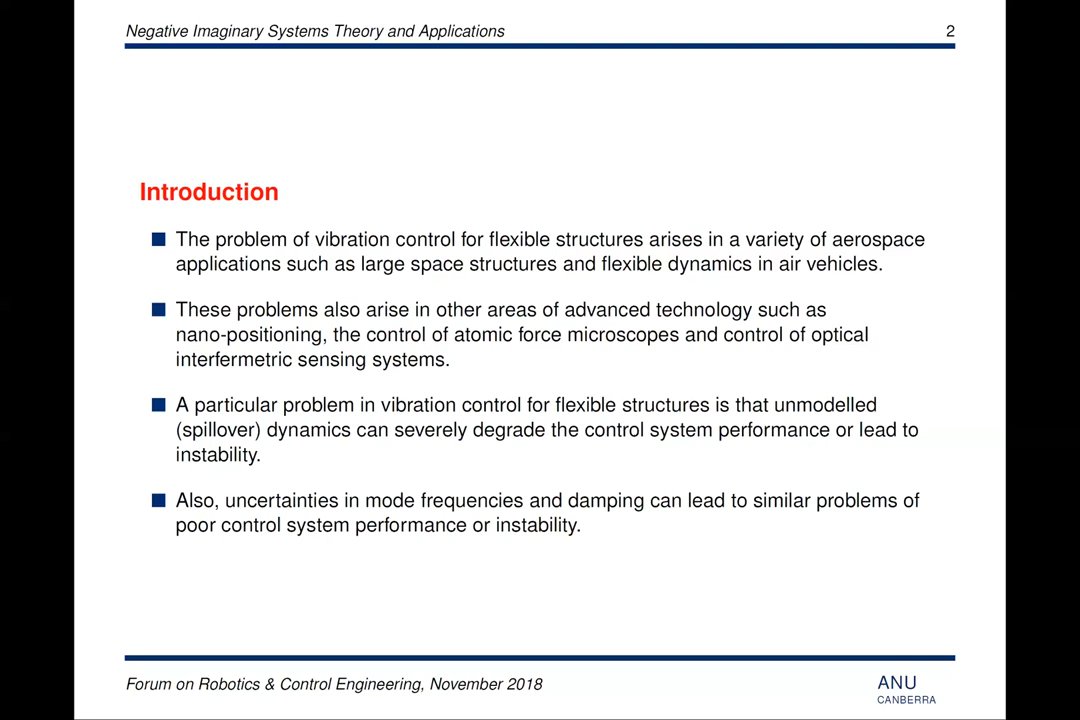 Negative Imaginary Systems Theory and Applications 2
Introduction
The problem of vibration control for flexible structures arises in a variety of aerospace
applications such as large space structures and flexible dynamics in air vehicles.
These problems also arise in other areas of advanced technology such as
nano-positioning, the control of atomic force microscopes and control of optical
interfermetric sensing systems.
A particular problem in vibration control for flexible structures is that unmodelled
(spillover) dynamics can severely degrade the control system performance or lead to
instability.
Also, uncertainties in mode frequencies and damping can lead to similar problems of
poor control system performance or instability.
Forum on Robotics & Control Engineering, November 2018
ANU
CANBERRA